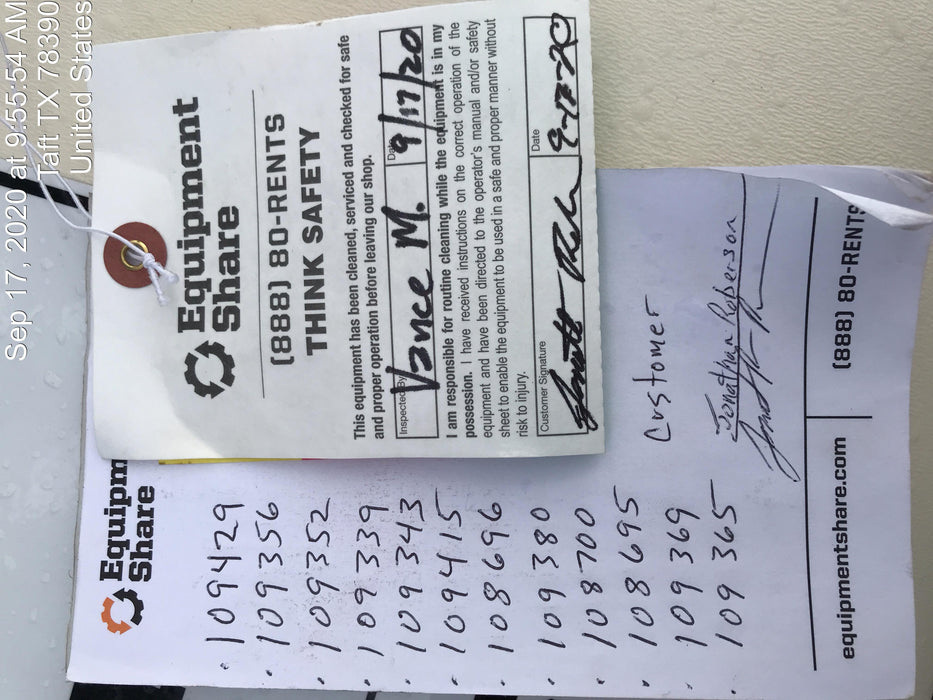 Sep 17, 2020 at 9:55:54 AM
Taft TX 78390
United States
Equipment
Share
(888) 80-RENTS
THINK SAFETY
This equipment has been cleaned, serviced and checked for safe
and proper operation before leaving our shop.
Inspected By
Vance M.
Date
9/17/20
I am responsible for routine cleaning while the equipment is in my
possession. I have received instructions on the correct operation of the
equipment and have been directed to the operator's manual and/or safety
sheet to enable the equipment to be used in a safe and proper manner without
risk to injury.
Customer Signature
Date
9-17-20
Equipm
Share
109429
109356
109352
109339
109343
109415
108696
109380
108700
108695
109369
109365
Customer
Jonathan Roberson
equipmentshare.com
(888) 80-RENTS